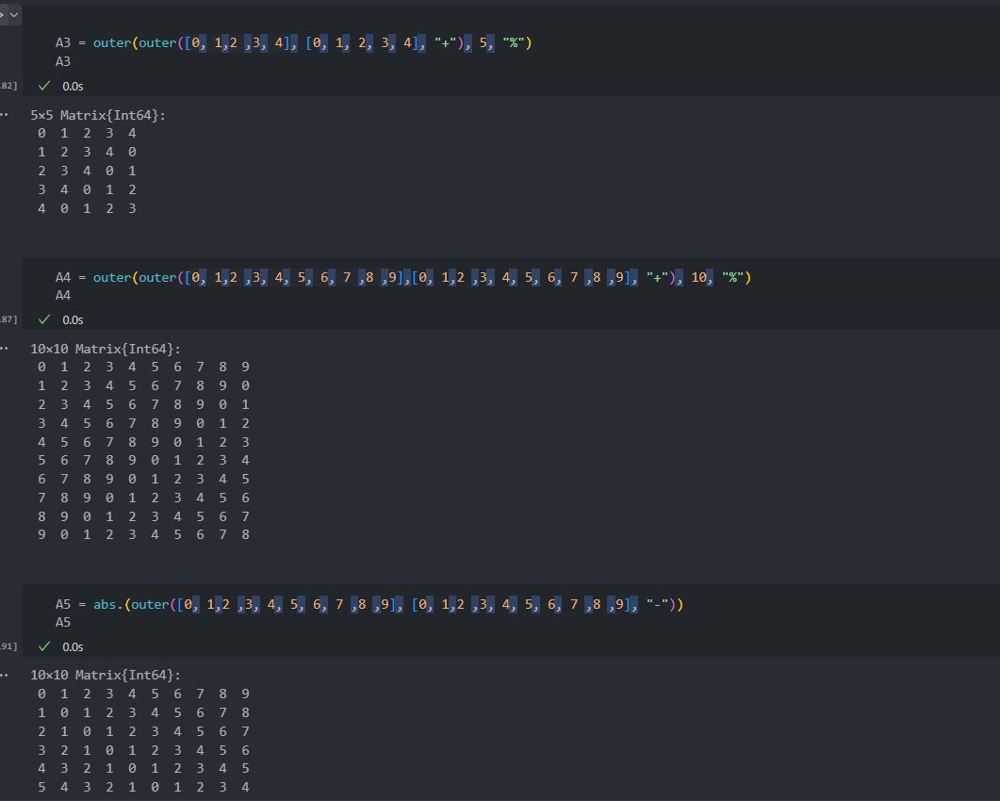 A3 = outer(outer([0, 1,2 ,3, 4], [0, 1, 2, 3, 4], "+"), 5, "%")
A3
82]
0.0s
5×5 Matrix{Int64}:
0 1 2 3 4
1 2 3 4 0
2 3 4 0 1
3 4 0 1 2
4 0 1 2 3
A4 = outer(outer([0, 1,2 ,3, 4, 5, 6, 7 ,8 ,9],[0, 1,2 ,3, 4, 5, 6, 7 ,8 ,9], "+"), 10, "%")
A4
87]
0.0s
10×10 Matrix{Int64}:
0 1 2 3 4 5 6 7 8 9
1 2 3 4 5 6 7 8 9 0
2 3 4 5 6 7 8 9 0 1
3 4 5 6 7 8 9 0 1 2
4 5 6 7 8 9 0 1 2 3
5 6 7 8 9 0 1 2 3 4
6 7 8 9 0 1 2 3 4 5
7 8 9 0 1 2 3 4 5 6
8 9 0 1 2 3 4 5 6 7
9 0 1 2 3 4 5 6 7 8
A5 = abs.(outer([0, 1,2 ,3, 4, 5, 6, 7 ,8 ,9], [0, 1,2 ,3, 4, 5, 6, 7 ,8 ,9], "-"))
A5
91]
0.0s
10×10 Matrix{Int64}:
0 1 2 3 4 5 6 7 8 9
1 0 1 2 3 4 5 6 7 8
2 1 0 1 2 3 4 5 6 7
3 2 1 0 1 2 3 4 5 6
4 3 2 1 0 1 2 3 4 5
5 4 3 2 1 0 1 2 3 4